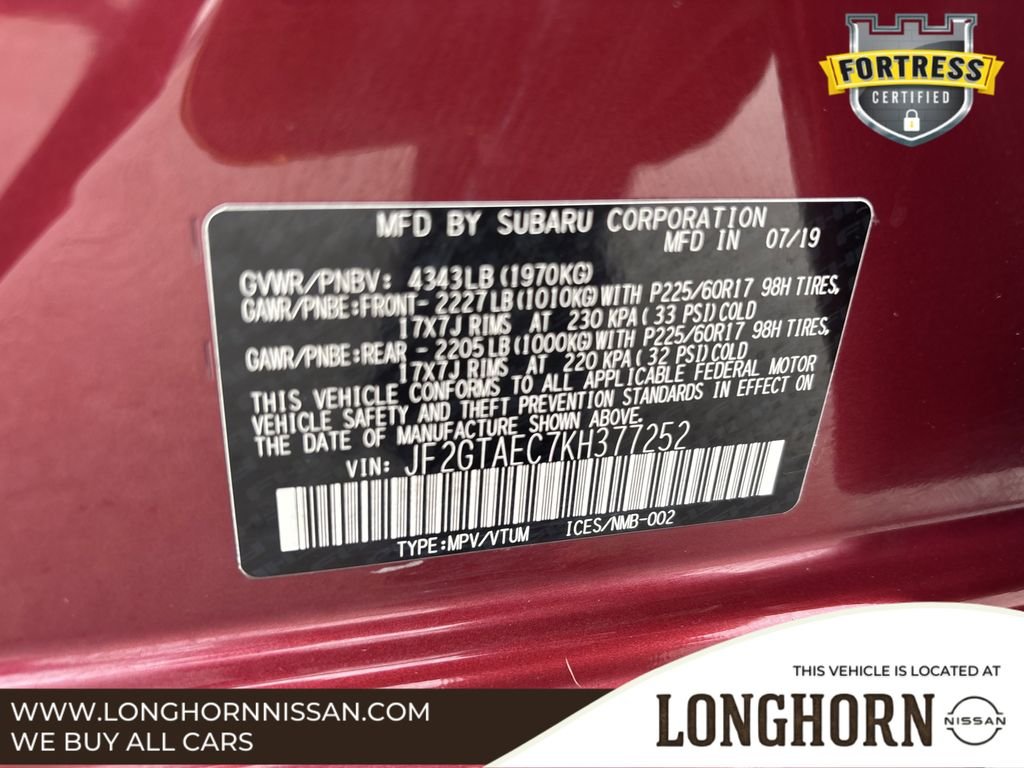 FORTRESS
CERTIFIED
MFD BY SUBARU CORPORATION
MFD IN 07/19
GVWR/PNBV: 4343LB (1970KG)
GAWR/PNBE:FRONT- 2227LB (1010KG) WITH P225/60R17 98H TIRES,
17X7J RIMS AT 230 KPA ( 33 PSI) COLD
GAWR/PNBE:REAR - 2205LB (1000KG) WITH P225/60R17 98H TIRES,
17X7J RIMS AT 220 KPA ( 32 PSI) COLD
THIS VEHICLE CONFORMS TO ALL APPLICABLE FEDERAL MOTOR
VEHICLE SAFETY AND THEFT PREVENTION STANDARDS IN EFFECT ON
THE DATE OF MANUFACTURE SHOWN ABOVE.
VIN: JF2GTAEC7KH377252
TYPE:MPV/VTUM ICES/NMB-002
THIS VEHICLE IS LOCATED AT
LONGHORN NISSAN
WWW.LONGHORNNISSAN.COM
WE BUY ALL CARS